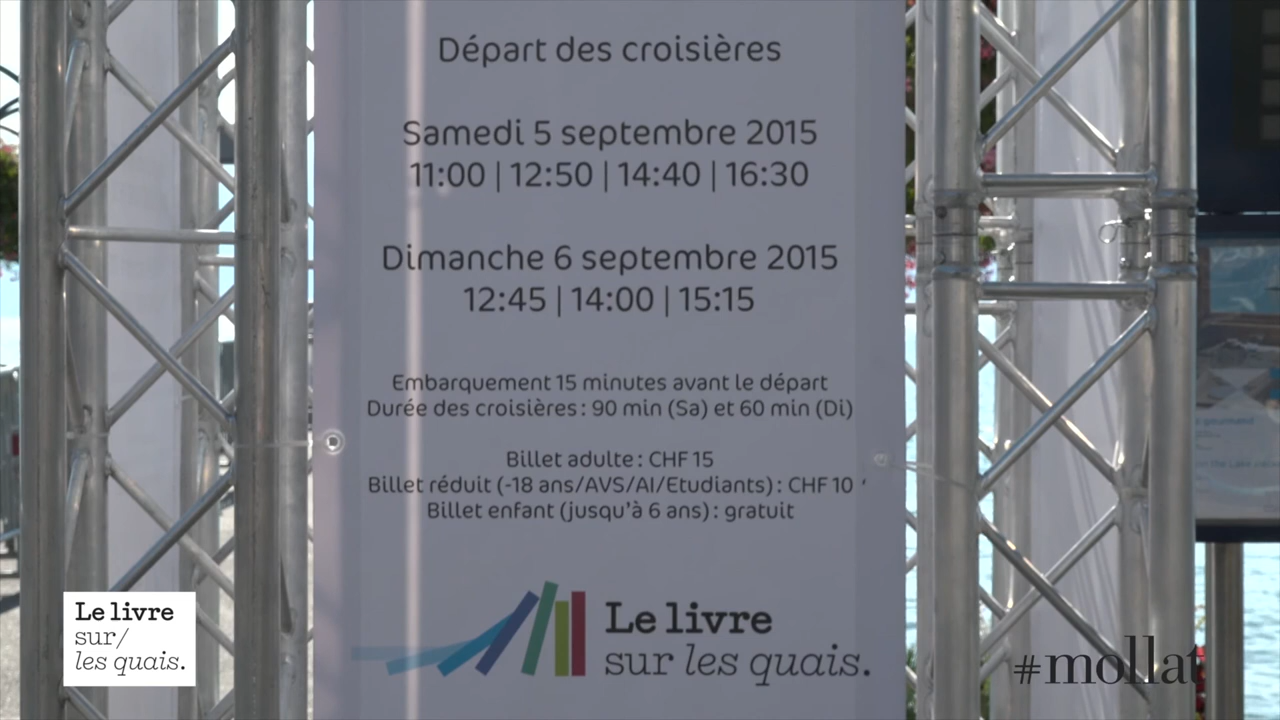 Départ des croisières
Samedi 5 septembre 2015
11:00 | 12:50 | 14:40 | 16:30
Dimanche 6 septembre 2015
12:45 | 14:00 | 15:15
Embarquement 15 minutes avant le départ
Durée des croisières : 90 min (Sa) et 60 min (Di)
Billet adulte : CHF 15
Billet réduit (-18 ans/AVS/AI/Etudiants) : CHF 10
Billet enfant (jusqu'à 6 ans) : gratuit
Le livre
sur les quais.
Le livre
sur/
les quais.
#mollat